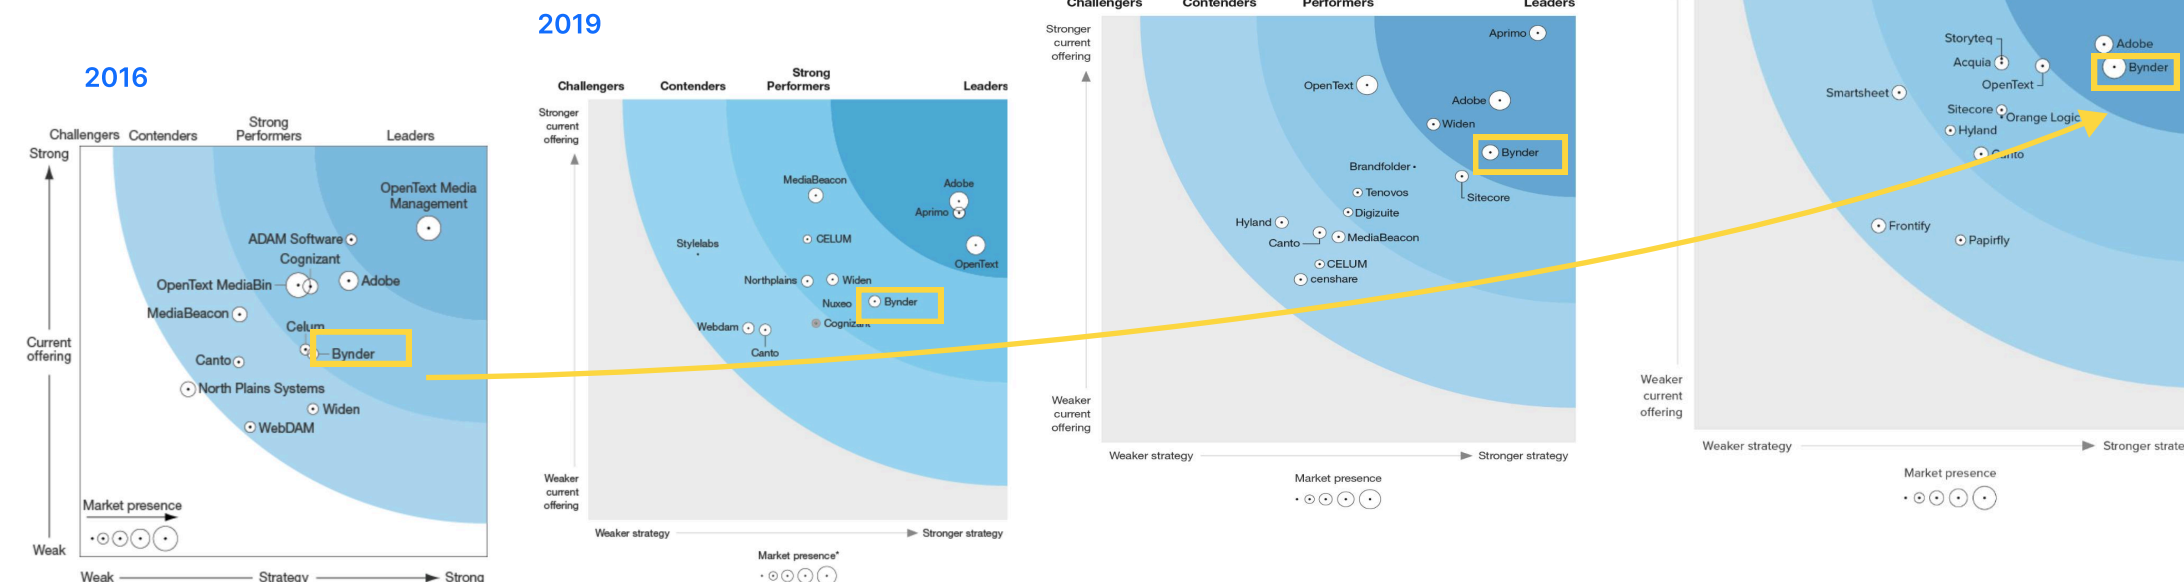 2016
Challengers Contenders Strong Performers Leaders
Strong
Current offering
Weak
OpenText Media Management
ADAM Software
Cognizant
OpenText MediaBin
Adobe
MediaBeacon
Celum
Bynder
Canto
North Plains Systems
Widen
WebDAM
Market presence
Weak Strategy Strong
2019
Challengers Contenders Strong Performers Leaders
Stronger current offering
Weaker current offering
MediaBeacon
Adobe
Aprimo
CELUM
Stylelabs
OpenText
Northplains
Widen
Nuxeo
Bynder
Cognizant
Webdam
Canto
Weaker strategy Stronger strategy
Market presence*
Challengers Contenders Performers Leaders
Stronger current offering
Weaker current offering
Aprimo
OpenText
Adobe
Widen
Bynder
Brandfolder
Sitecore
Tenovos
Digizuite
Hyland
Canto
MediaBeacon
CELUM
censhare
Weaker strategy Stronger strategy
Market presence
Storyteq
Adobe
Acquia
Bynder
OpenText
Smartsheet
Sitecore
Orange Logic
Hyland
Canto
Frontify
Papirfly
Weaker current offering
Weaker strategy Stronger strate
Market presence